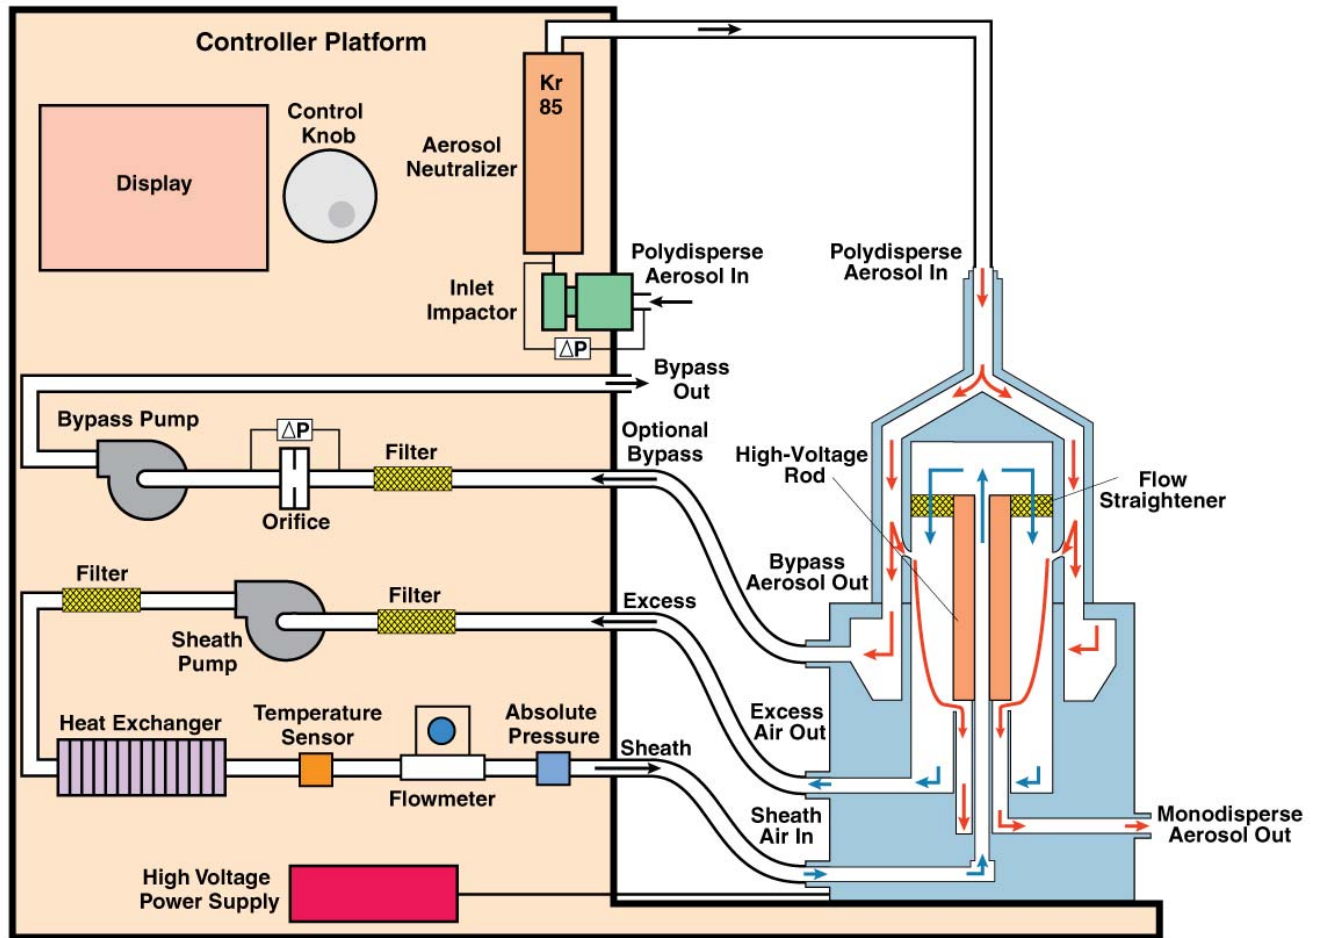 Controller Platform
Display
Control
Knob
Kr
85
Aerosol
Neutralizer
Inlet
Impactor
ΔP
Polydisperse
Aerosol In
Polydisperse
Aerosol In
Bypass
Out
Bypass Pump
ΔP
Orifice
Filter
Optional
Bypass
High-Voltage
Rod
Flow
Straightener
Bypass
Aerosol Out
Filter
Sheath
Pump
Filter
Excess
Excess
Air Out
Heat Exchanger
Temperature
Sensor
Flowmeter
Absolute
Pressure
Sheath
Sheath
Air In
Monodisperse
Aerosol Out
High Voltage
Power Supply